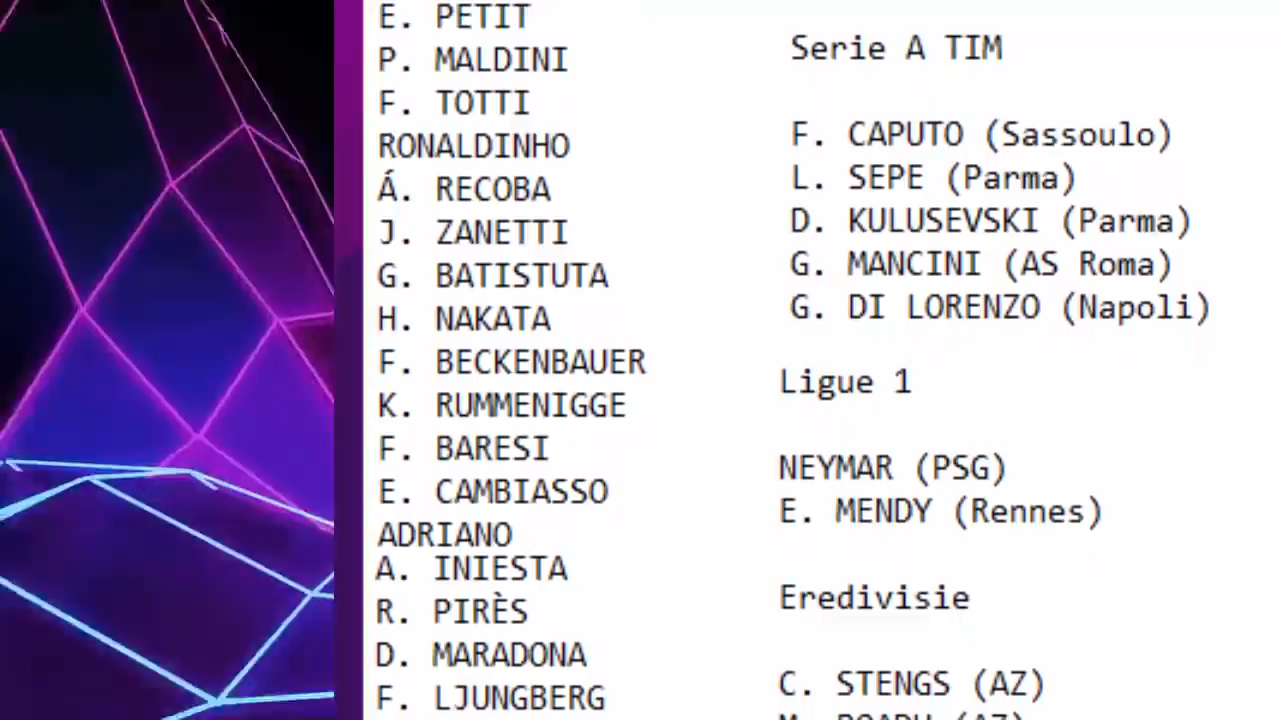 E. PETIT
P. MALDINI
F. TOTTI
RONALDINHO
Á. RECOBA
J. ZANETTI
G. BATISTUTA
H. NAKATA
F. BECKENBAUER
K. RUMMENIGGE
F. BARESI
E. CAMBIASSO
ADRIANO
A. INIESTA
R. PIRÈS
D. MARADONA
F. LJUNGBERG
Serie A TIM
F. CAPUTO (Sassoulo)
L. SEPE (Parma)
D. KULUSEVSKI (Parma)
G. MANCINI (AS Roma)
G. DI LORENZO (Napoli)
Ligue 1
NEYMAR (PSG)
E. MENDY (Rennes)
Eredivisie
C. STENGS (AZ)